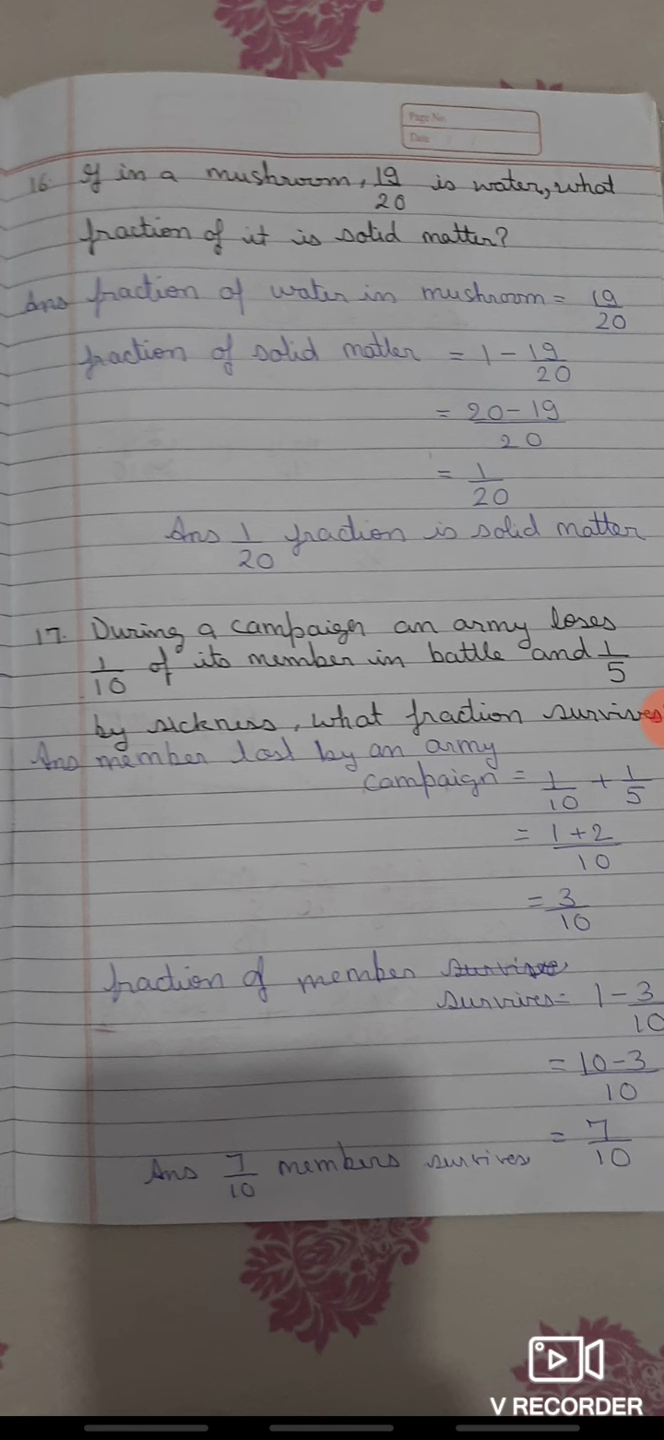 Page No.
Date
16. If in a mushroom, 19/20 is water, what
fraction of it is solid matter?
Ans fraction of water in mushroom = 19/20
fraction of solid matter = 1 - 19/20
= 20-19/20
= 1/20
Ans 1/20 fraction is solid matter
17. During a campaign an army loses
1/10 of its member in battle and 1/5
by sickness, what fraction survives
Ans member lost by an army
campaign = 1/10 + 1/5
= 1+2/10
= 3/10
fraction of member
survives = 1 - 3/10
= 10-3/10
= 7/10
Ans 7/10 members survives
V RECORDER